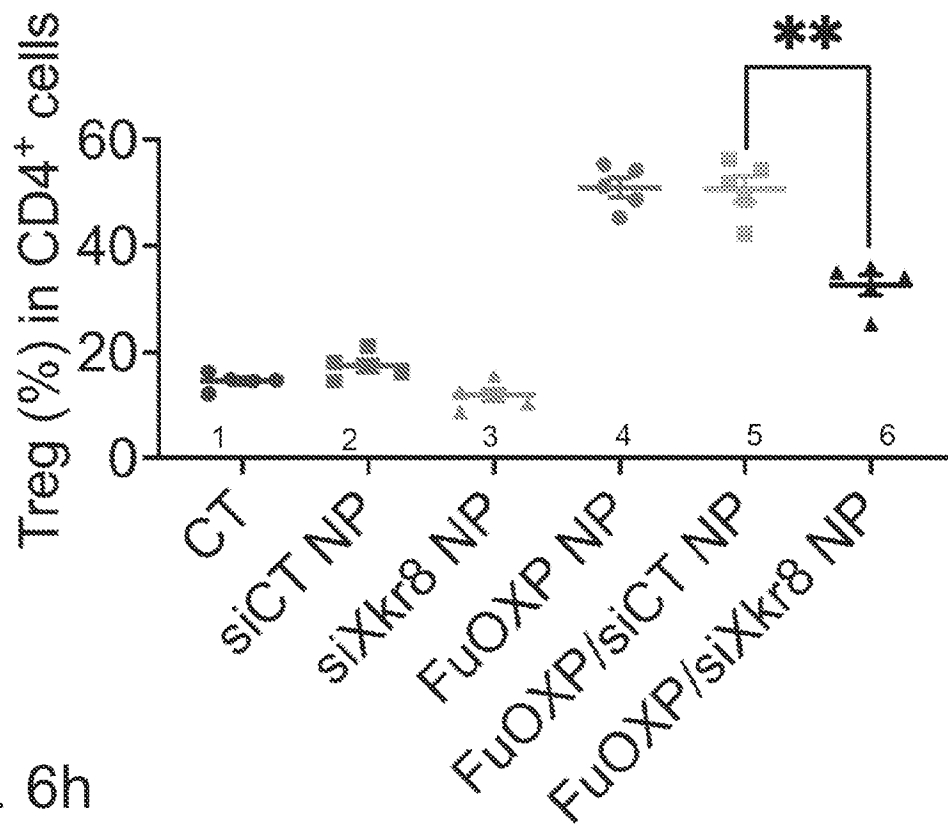 **
Treg (%) in CD4+ cells
60
40
20
0
1 2 3 4 5 6
CT
siCT NP
siXkr8 NP
FuOXP NP
FuOXP/siCT NP
FuOXP/siXkr8 NP
. 6h